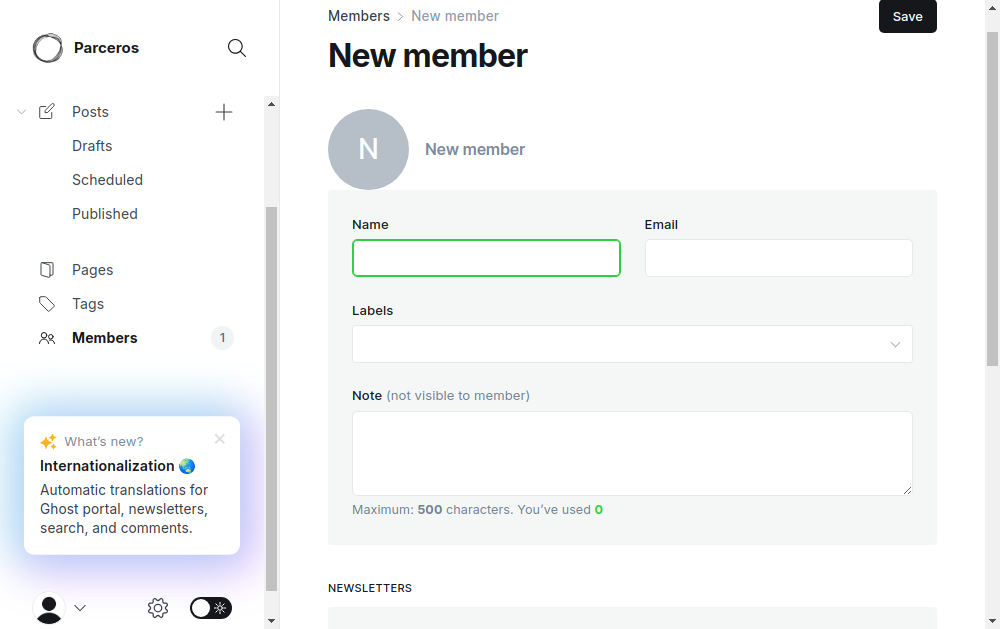 Parceros
Posts
Drafts
Scheduled
Published
Pages
Tags
Members
1
What's new?
Internationalization 🌏
Automatic translations for
Ghost portal, newsletters,
search, and comments.
Members > New member
Save
New member
N
New member
Name
Email
Labels
Note (not visible to member)
Maximum: 500 characters. You've used 0
NEWSLETTERS